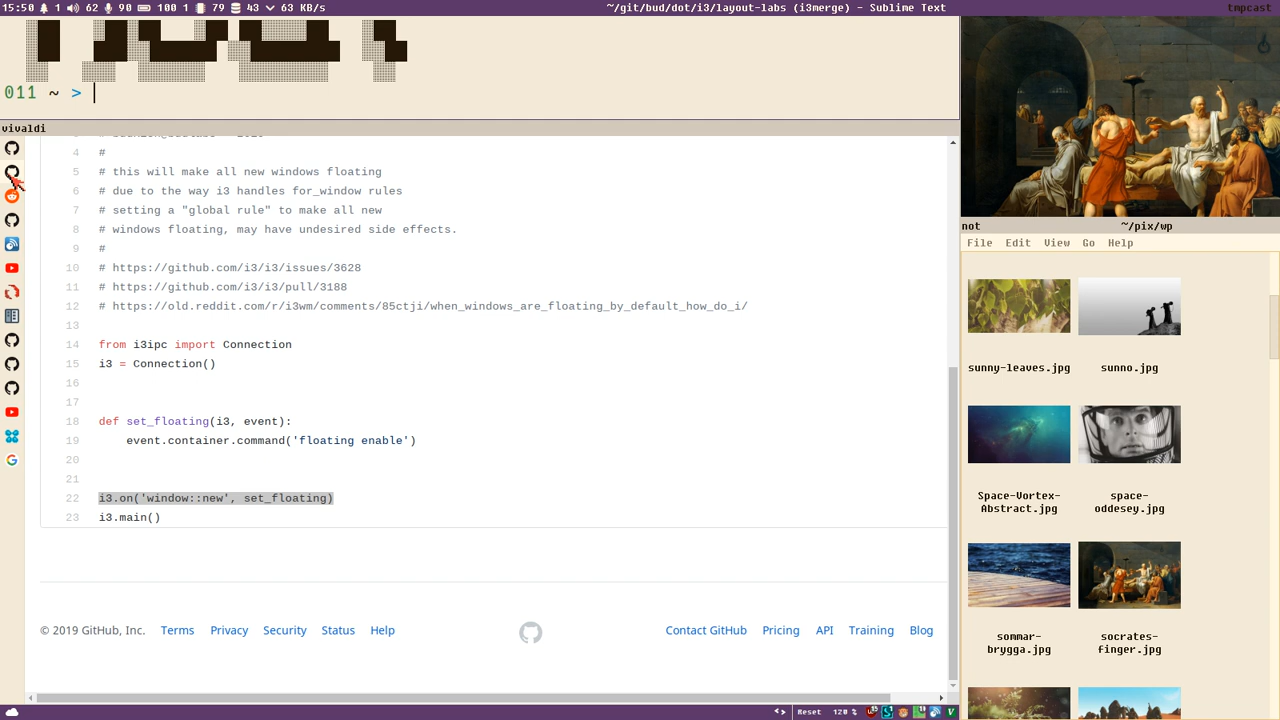 15:50 1 62 90 100 1 79 43 63 KB/s ~/git/bud/dot/i3/layout-labs (i3merge) - Sublime Text tmpcast
011 ~ >
vivaldi
4 #
5 # this will make all new windows floating
6 # due to the way i3 handles for_window rules
7 # setting a "global rule" to make all new
8 # windows floating, may have undesired side effects.
9 #
10 # https://github.com/i3/i3/issues/3628
11 # https://github.com/i3/i3/pull/3188
12 # https://old.reddit.com/r/i3wm/comments/85ctji/when_windows_are_floating_by_default_how_do_i/
13
14 from i3ipc import Connection
15 i3 = Connection()
16
17
18 def set_floating(i3, event):
19     event.container.command('floating enable')
20
21
22 i3.on('window::new', set_floating)
23 i3.main()
© 2019 GitHub, Inc. Terms Privacy Security Status Help Contact GitHub Pricing API Training Blog
Reset 120 %
not ~/pix/wp
File Edit View Go Help
sunny-leaves.jpg sunno.jpg
Space-Vortex-Abstract.jpg
space-oddesey.jpg
sommar-brygga.jpg
socrates-finger.jpg